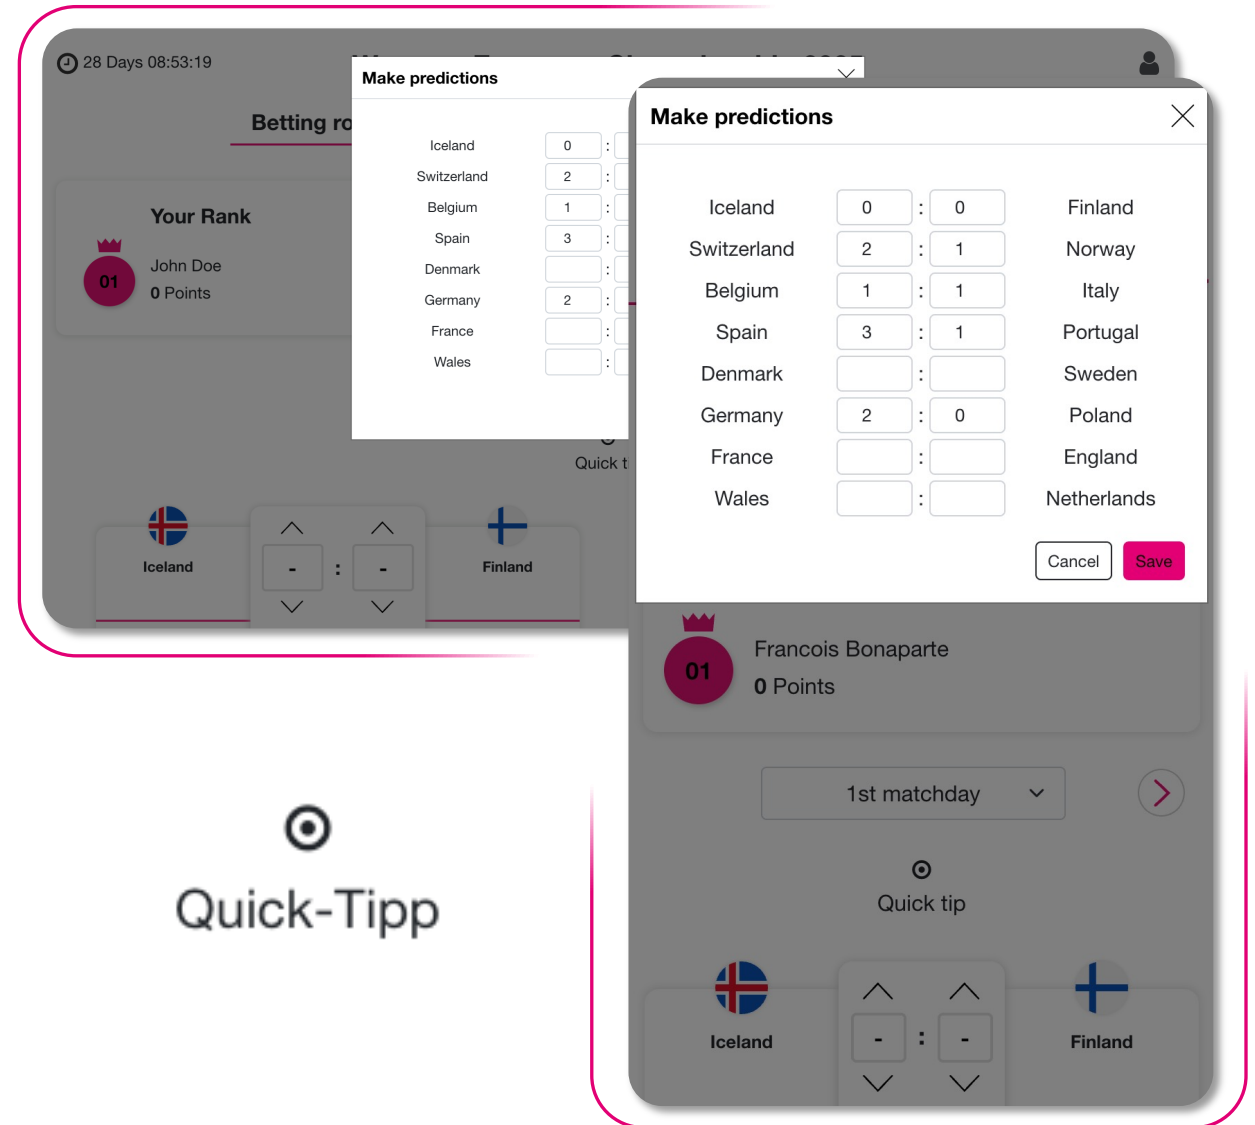 28 Days 08:53:19
Make predictions
Betting ro
Iceland 0 :
Switzerland 2 :
Belgium 1 :
Spain 3 :
Denmark :
Germany 2 :
France :
Wales :
Your Rank
01
John Doe
0 Points
Quick t
Iceland - : - Finland
Make predictions
Iceland 0 : 0 Finland
Switzerland 2 : 1 Norway
Belgium 1 : 1 Italy
Spain 3 : 1 Portugal
Denmark : Sweden
Germany 2 : 0 Poland
France : England
Wales : Netherlands
Cancel Save
01
Francois Bonaparte
0 Points
1st matchday
Quick tip
Iceland - : - Finland
Quick-Tipp